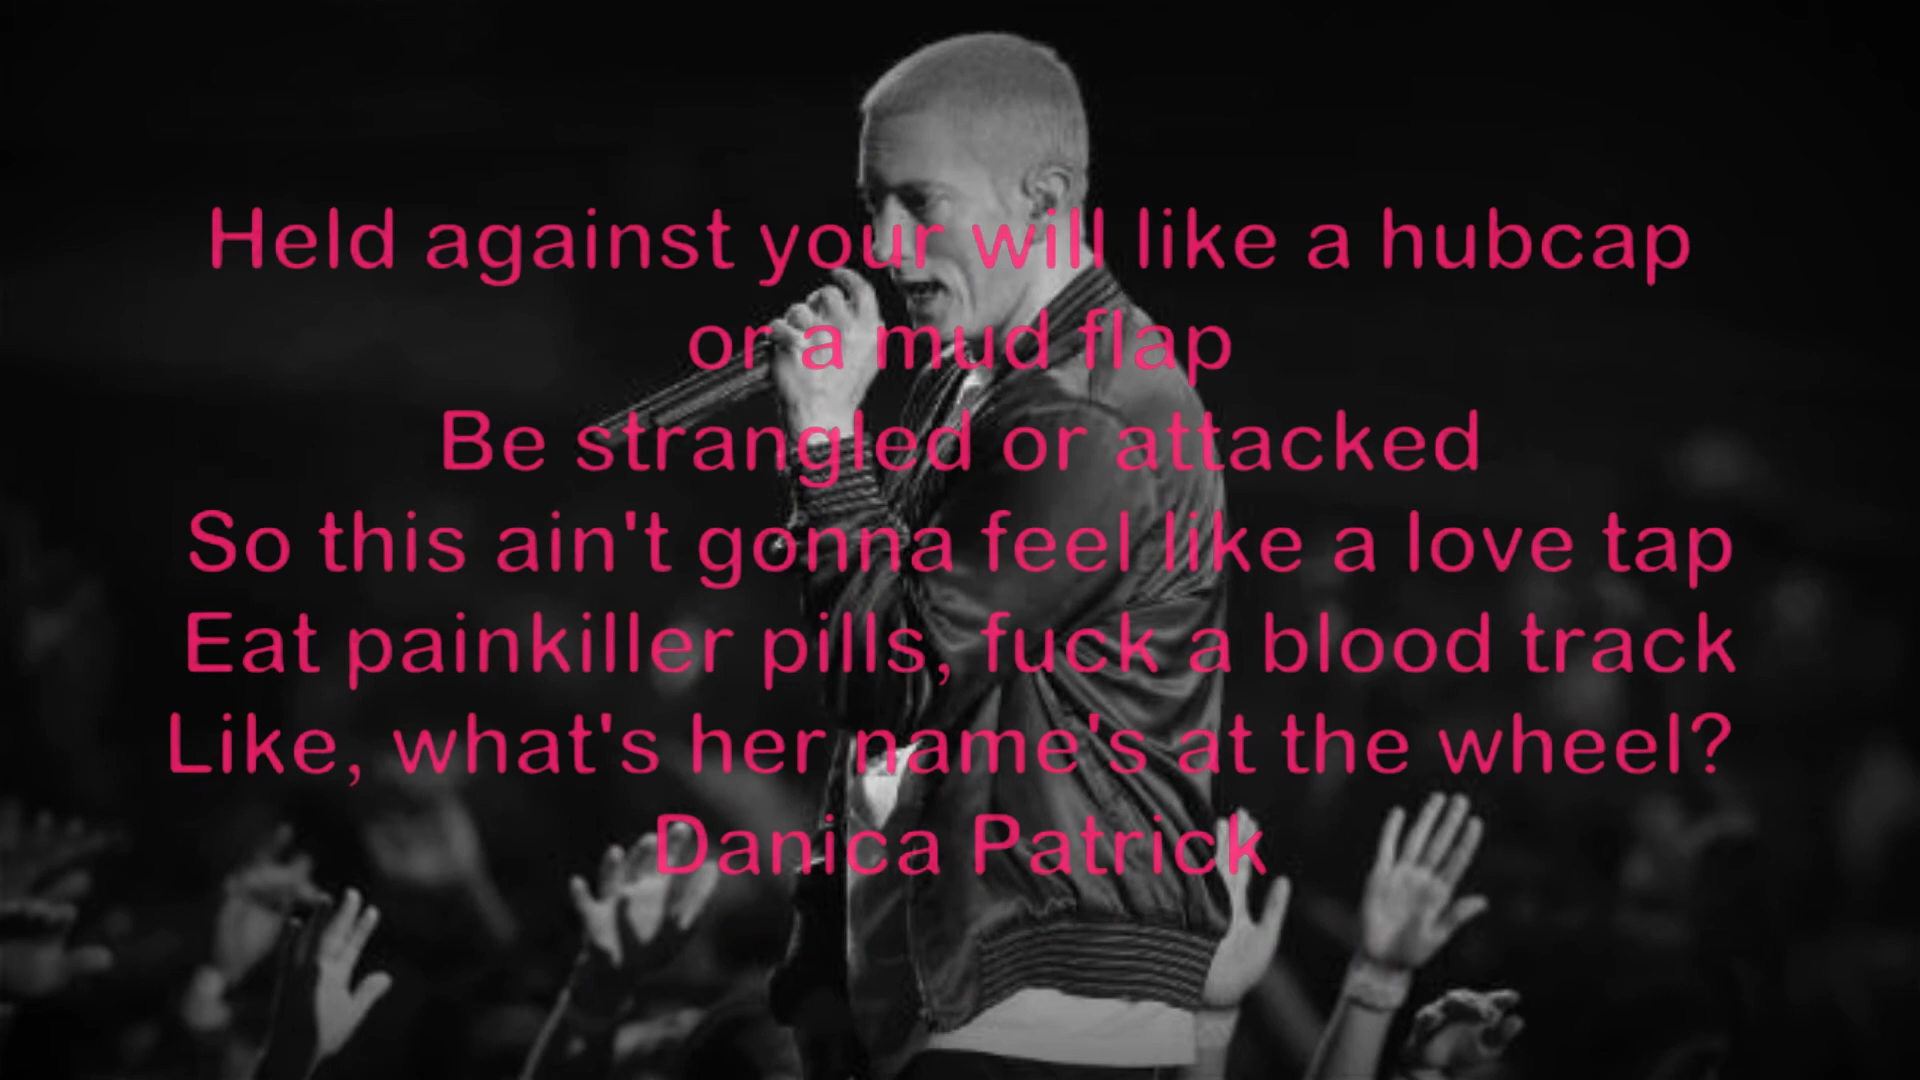 Held against your will like a hubcap
or a mud flap
Be strangled or attacked
So this ain't gonna feel like a love tap
Eat painkiller pills, fuck a blood track
Like, what's her name's at the wheel?
Danica Patrick